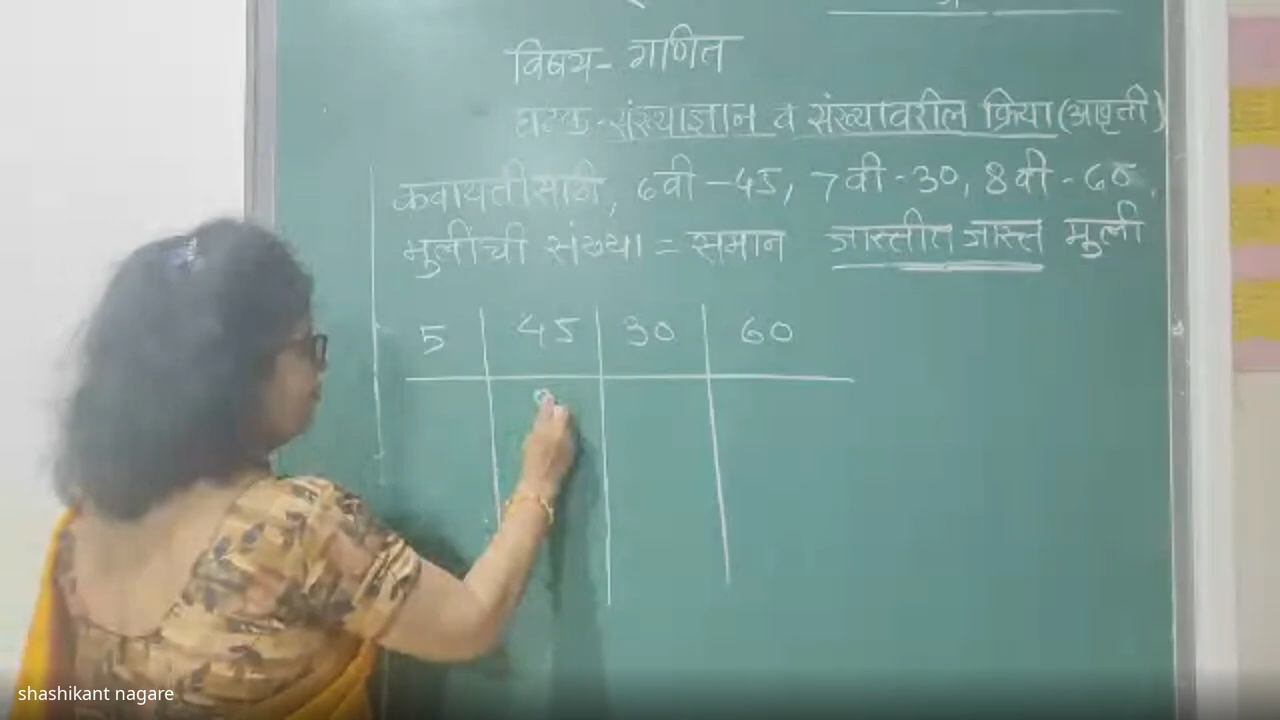 विषय - गणित
घटक - संख्याज्ञान व संख्यावरील क्रिया (आवृत्ती)
कवायतीसाठी, 6वी - 45, 7वी - 30, 8वी - 60,
मुलींची संख्या = समान जास्तीत जास्त मुली
5 45 30 60
9
shashikant nagare